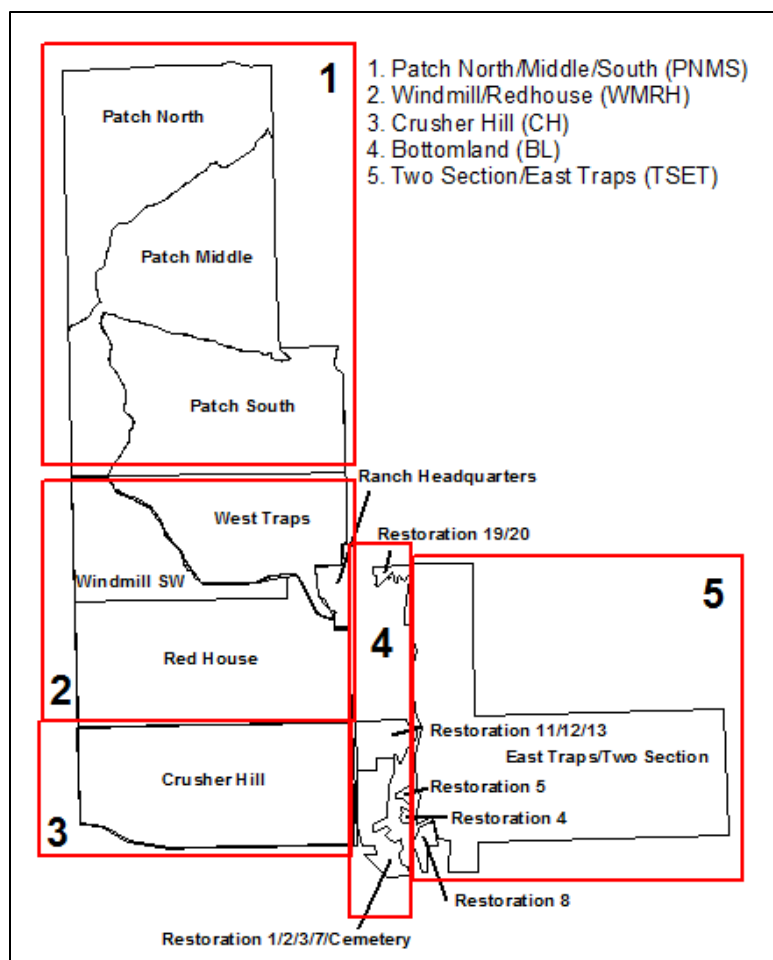 1
1. Patch North/Middle/South (PNMS)
2. Windmill/Redhouse (WMRH)
3. Crusher Hill (CH)
4. Bottomland (BL)
5. Two Section/East Traps (TSET)
Patch North
Patch Middle
Patch South
Ranch Headquarters
West Traps
Restoration 19/20
Windmill SW
5
4
Red House
2
Restoration 11/12/13
East Traps/Two Section
Crusher Hill
Restoration 5
Restoration 4
3
Restoration 8
Restoration 1/2/3/7/Cemetery